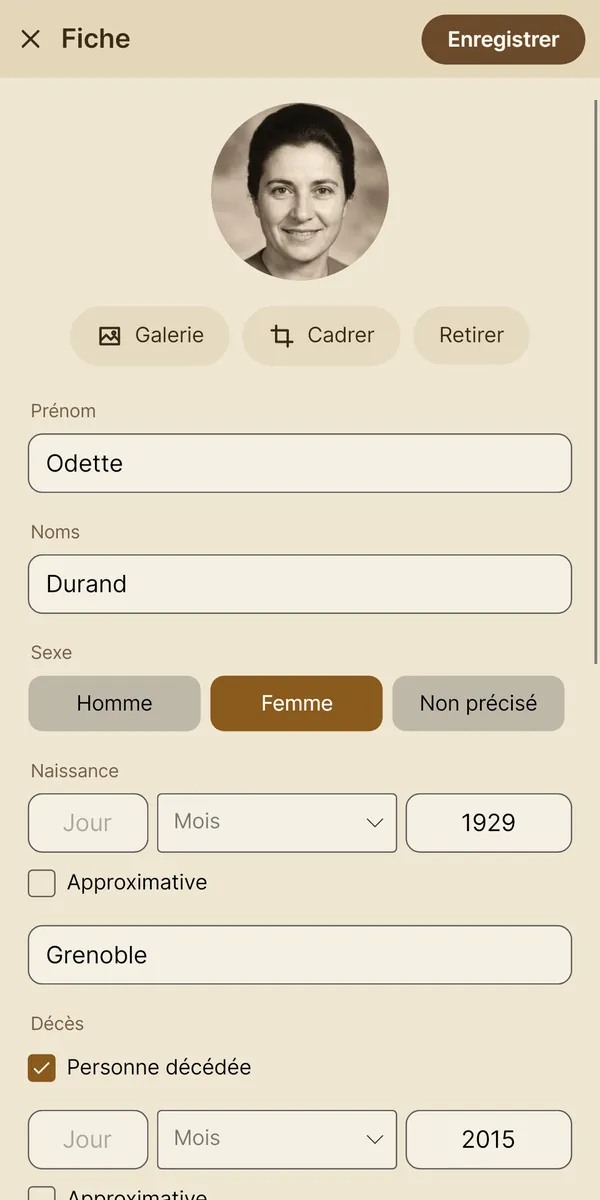 Fiche
Enregistrer
Galerie
Cadrer
Retirer
Prénom
Odette
Noms
Durand
Sexe
Homme Femme Non précisé
Naissance
Jour Mois 1929
Approximative
Grenoble
Décès
Personne décédée
Jour Mois 2015
Approximative